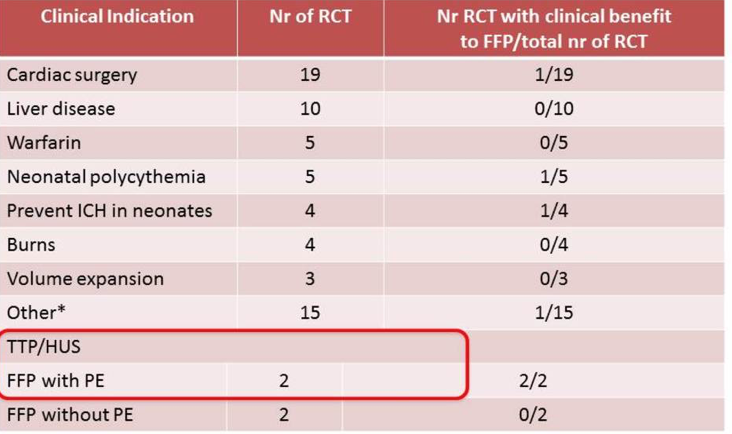 Clinical Indication Nr of RCT Nr RCT with clinical benefit
to FFP/total nr of RCT
Cardiac surgery 19 1/19
Liver disease 10 0/10
Warfarin 5 0/5
Neonatal polycythemia 5 1/5
Prevent ICH in neonates 4 1/4
Burns 4 0/4
Volume expansion 3 0/3
Other* 15 1/15
TTP/HUS
FFP with PE 2 2/2
FFP without PE 2 0/2